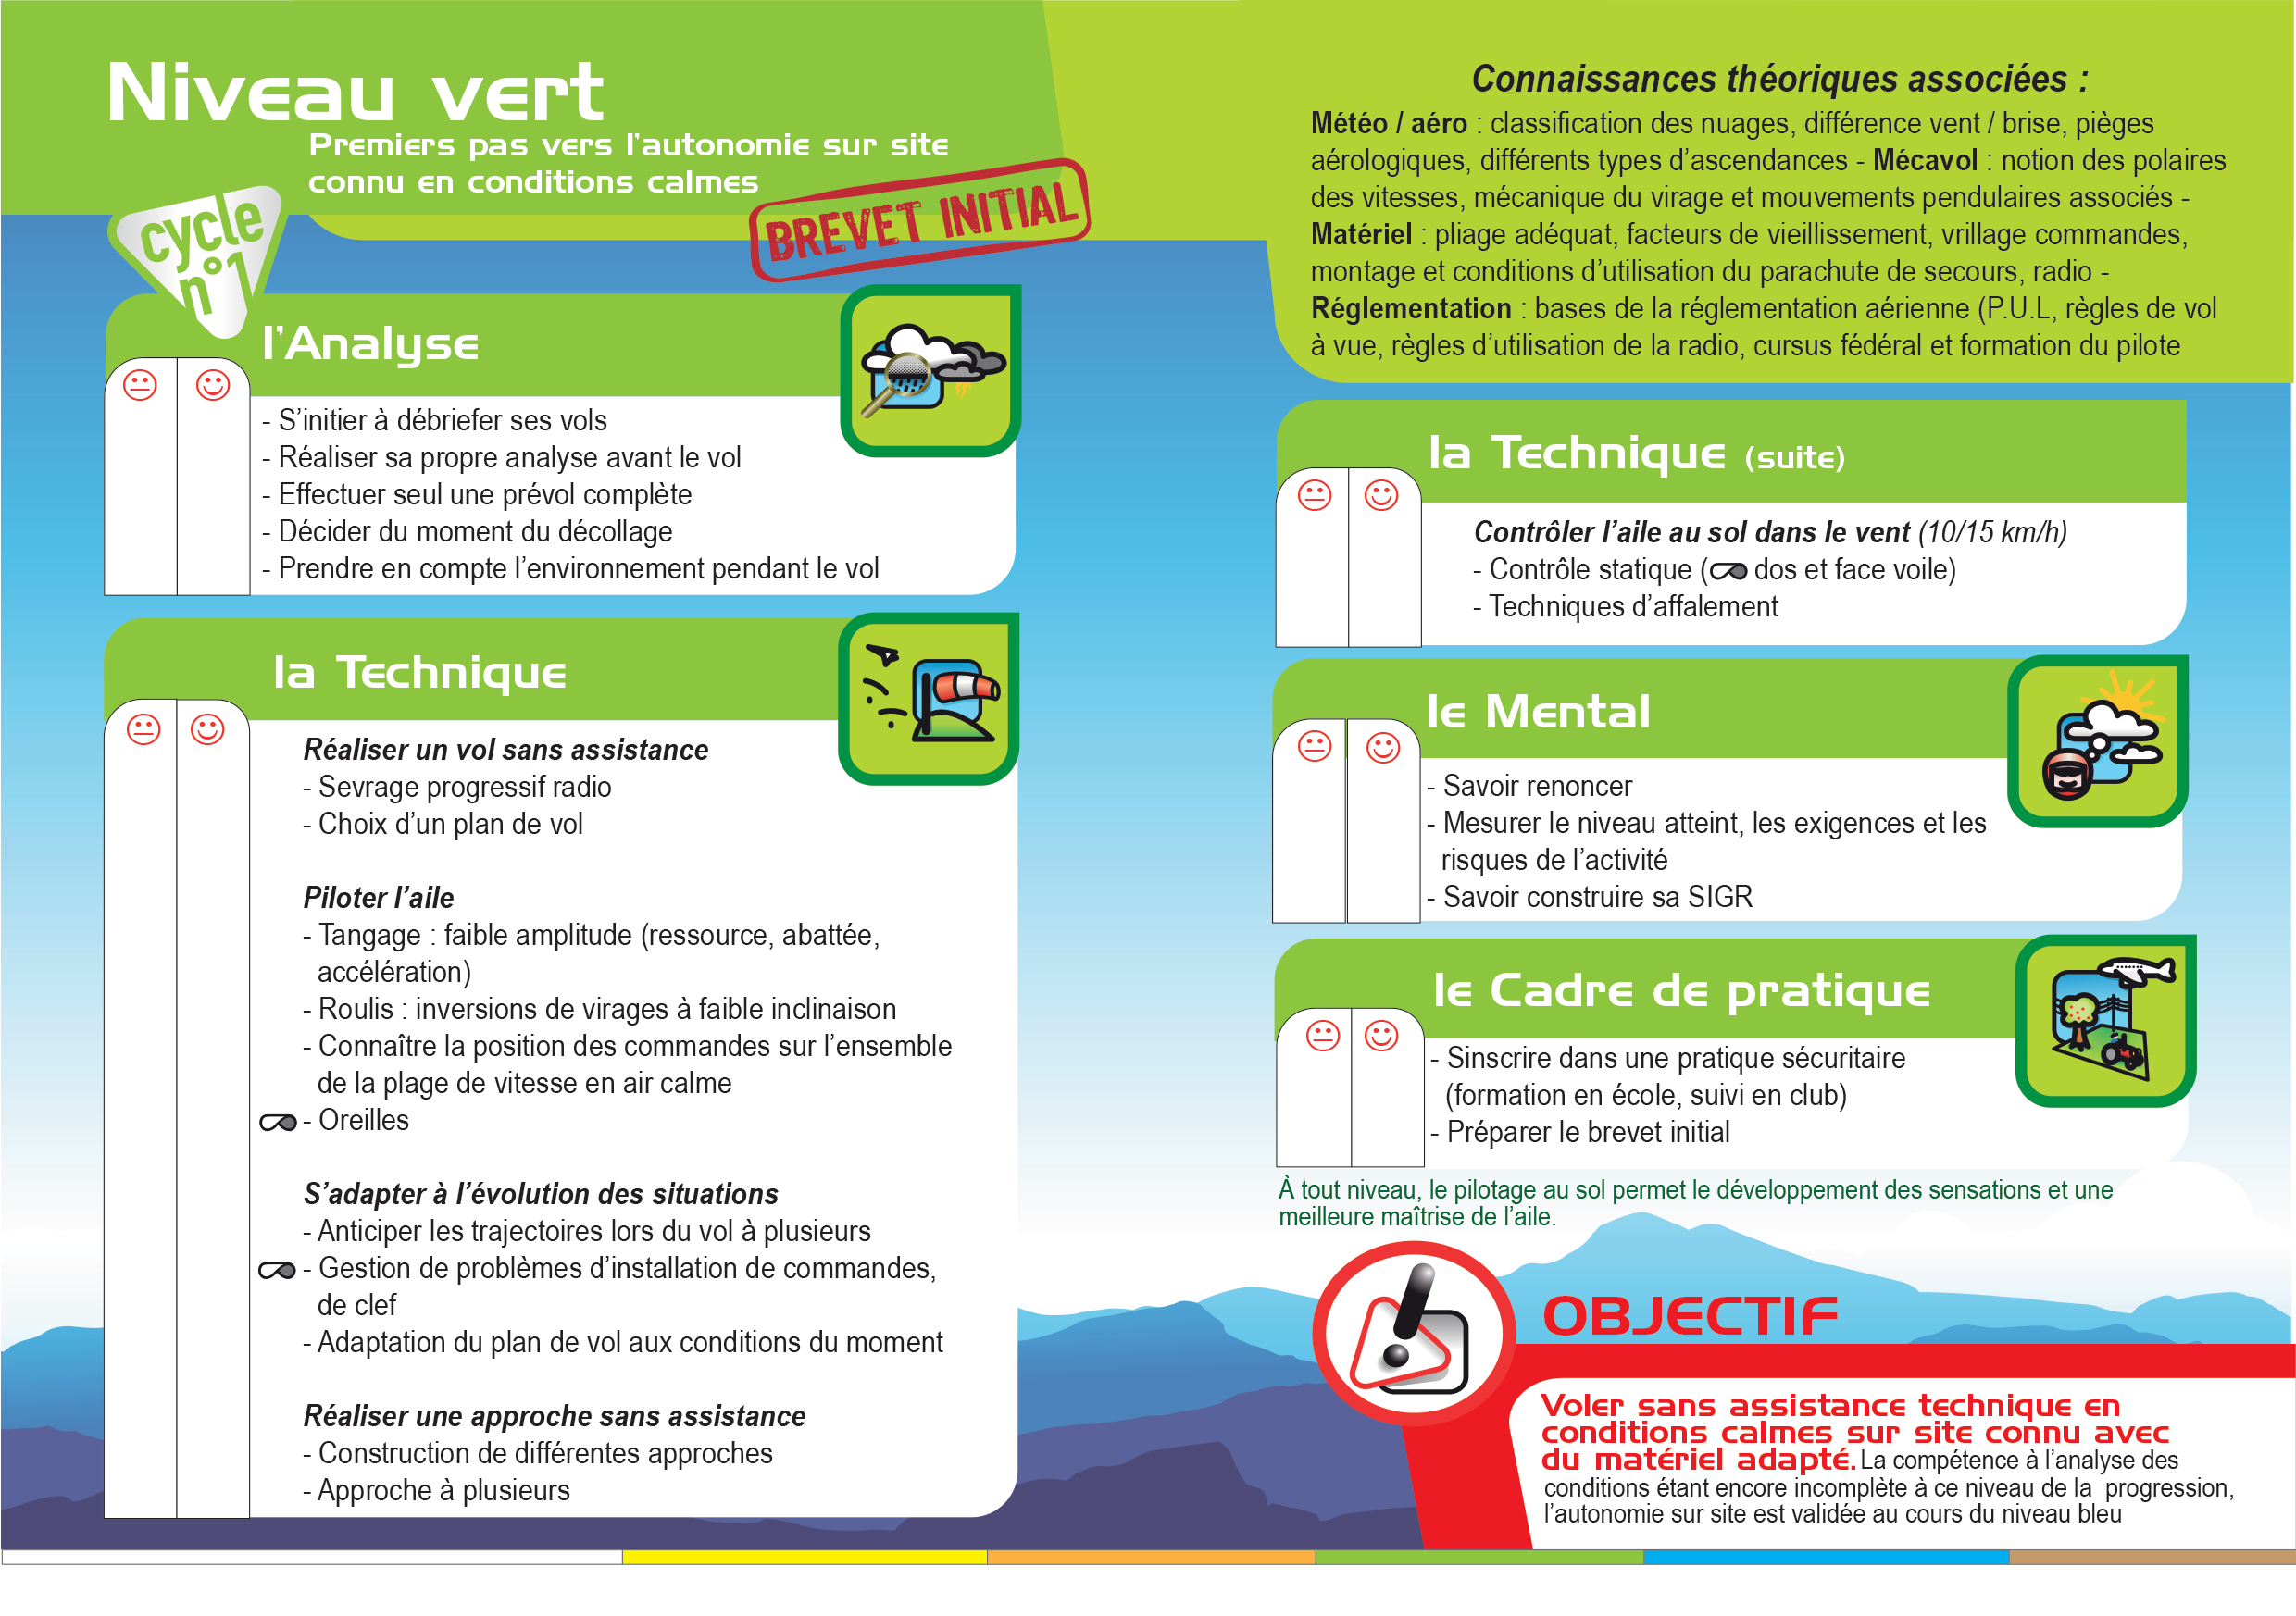 Niveau vert
Premiers pas vers l'autonomie sur site
connu en conditions calmes
BREVET INITIAL
cycle
n°1
l'Analyse
- S'initier à débriefer ses vols
- Réaliser sa propre analyse avant le vol
- Effectuer seul une prévol complète
- Décider du moment du décollage
- Prendre en compte l'environnement pendant le vol
la Technique
Réaliser un vol sans assistance
- Sevrage progressif radio
- Choix d'un plan de vol
Piloter l'aile
- Tangage : faible amplitude (ressource, abattée,
accélération)
- Roulis : inversions de virages à faible inclinaison
- Connaître la position des commandes sur l'ensemble
de la plage de vitesse en air calme
- Oreilles
S'adapter à l'évolution des situations
- Anticiper les trajectoires lors du vol à plusieurs
- Gestion de problèmes d'installation de commandes,
de clef
- Adaptation du plan de vol aux conditions du moment
Réaliser une approche sans assistance
- Construction de différentes approches
- Approche à plusieurs
Connaissances théoriques associées :
Météo / aéro : classification des nuages, différence vent / brise, pièges
aérologiques, différents types d'ascendances - Mécavol : notion des polaires
des vitesses, mécanique du virage et mouvements pendulaires associés -
Matériel : pliage adéquat, facteurs de vieillissement, vrillage commandes,
montage et conditions d'utilisation du parachute de secours, radio -
Réglementation : bases de la réglementation aérienne (P.U.L, règles de vol
à vue, règles d'utilisation de la radio, cursus fédéral et formation du pilote
la Technique (suite)
Contrôler l'aile au sol dans le vent (10/15 km/h)
- Contrôle statique ( dos et face voile)
- Techniques d'affalement
le Mental
- Savoir renoncer
- Mesurer le niveau atteint, les exigences et les
risques de l'activité
- Savoir construire sa SIGR
le Cadre de pratique
- Sinscrire dans une pratique sécuritaire
(formation en école, suivi en club)
- Préparer le brevet initial
À tout niveau, le pilotage au sol permet le développement des sensations et une
meilleure maîtrise de l'aile.
OBJECTIF
Voler sans assistance technique en
conditions calmes sur site connu avec
du matériel adapté. La compétence à l'analyse des
conditions étant encore incomplète à ce niveau de la progression,
l'autonomie sur site est validée au cours du niveau bleu